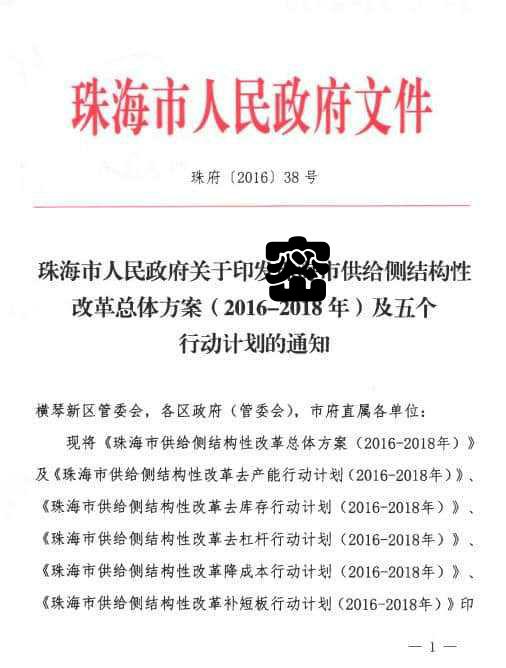 珠海市人民政府文件
珠府〔2016〕38号
珠海市人民政府关于印发 市供给侧结构性
改革总体方案（2016-2018年）及五个
行动计划的通知
横琴新区管委会，各区政府（管委会），市府直属各单位：
现将《珠海市供给侧结构性改革总体方案（2016-2018年）》
及《珠海市供给侧结构性改革去产能行动计划（2016-2018年）》、
《珠海市供给侧结构性改革去库存行动计划（2016-2018年）》、
《珠海市供给侧结构性改革去杠杆行动计划（2016-2018年）》、
《珠海市供给侧结构性改革降成本行动计划（2016-2018年）》、
《珠海市供给侧结构性改革补短板行动计划（2016-2018年）》印
— 1 —